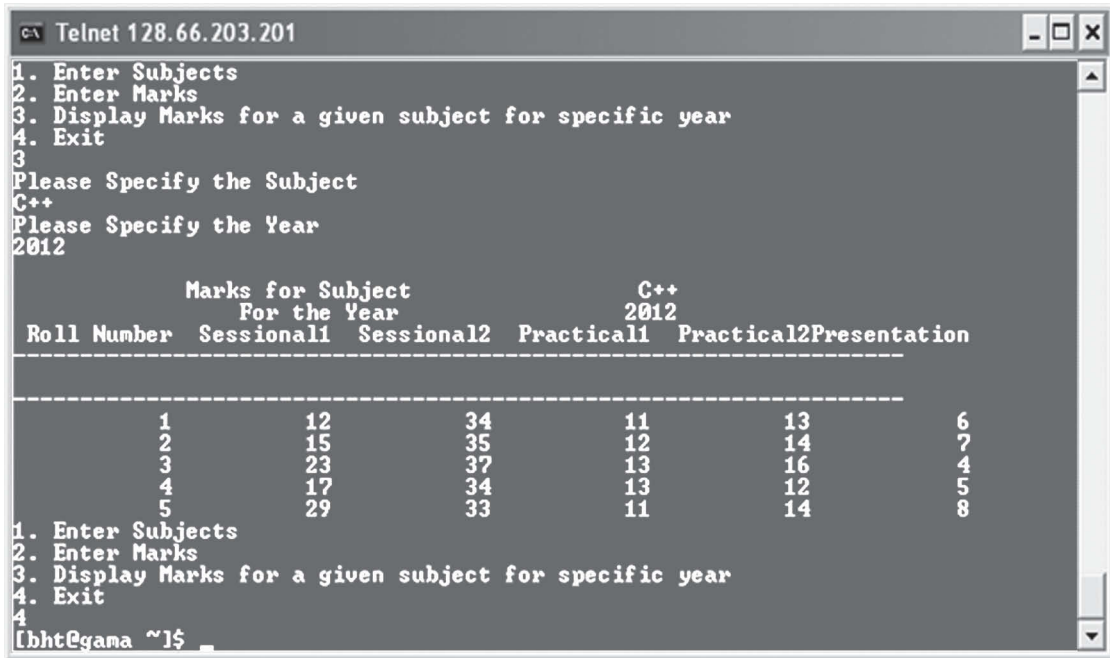 Telnet 128.66.203.201
1. Enter Subjects
2. Enter Marks
3. Display Marks for a given subject for specific year
4. Exit
3
Please Specify the Subject
C++
Please Specify the Year
2012
Marks for Subject C++
For the Year 2012
Roll Number Sessional1 Sessional2 Practical1 Practical2Presentation
------------------------------------------------------------------
------------------------------------------------------------------
1 12 34 11 13 6
2 15 35 12 14 7
3 23 37 13 16 4
4 17 34 13 12 5
5 29 33 11 14 8
1. Enter Subjects
2. Enter Marks
3. Display Marks for a given subject for specific year
4. Exit
4
[bht@gama ~]$ _